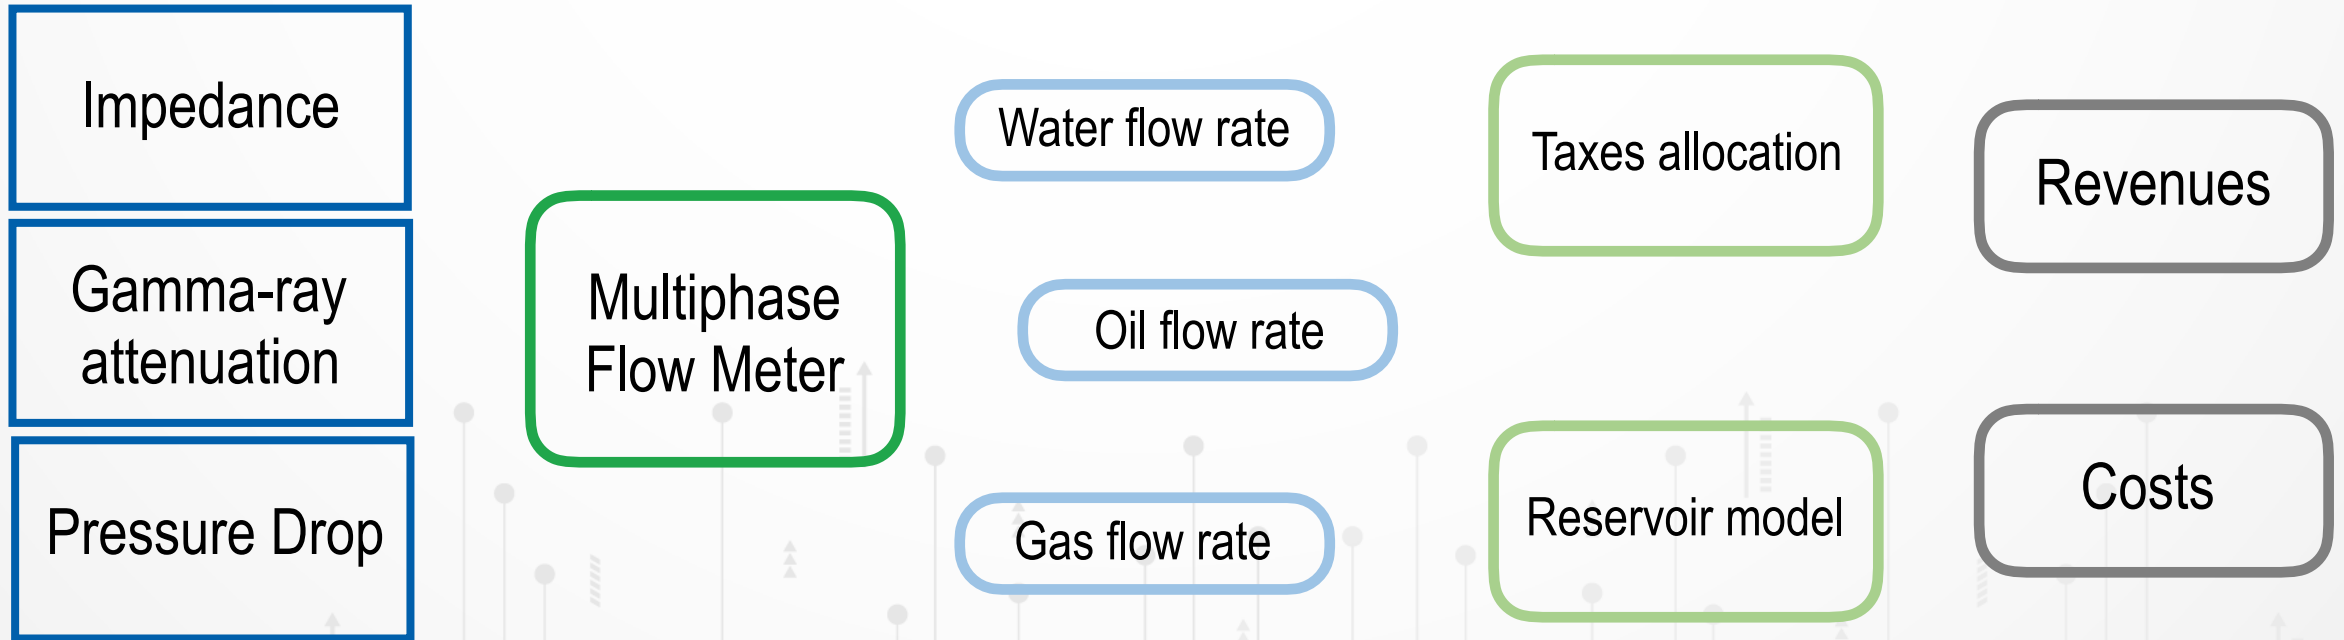 Impedance
Gamma-ray
attenuation
Pressure Drop
Multiphase
Flow Meter
Water flow rate
Oil flow rate
Gas flow rate
Taxes allocation
Reservoir model
Revenues
Costs